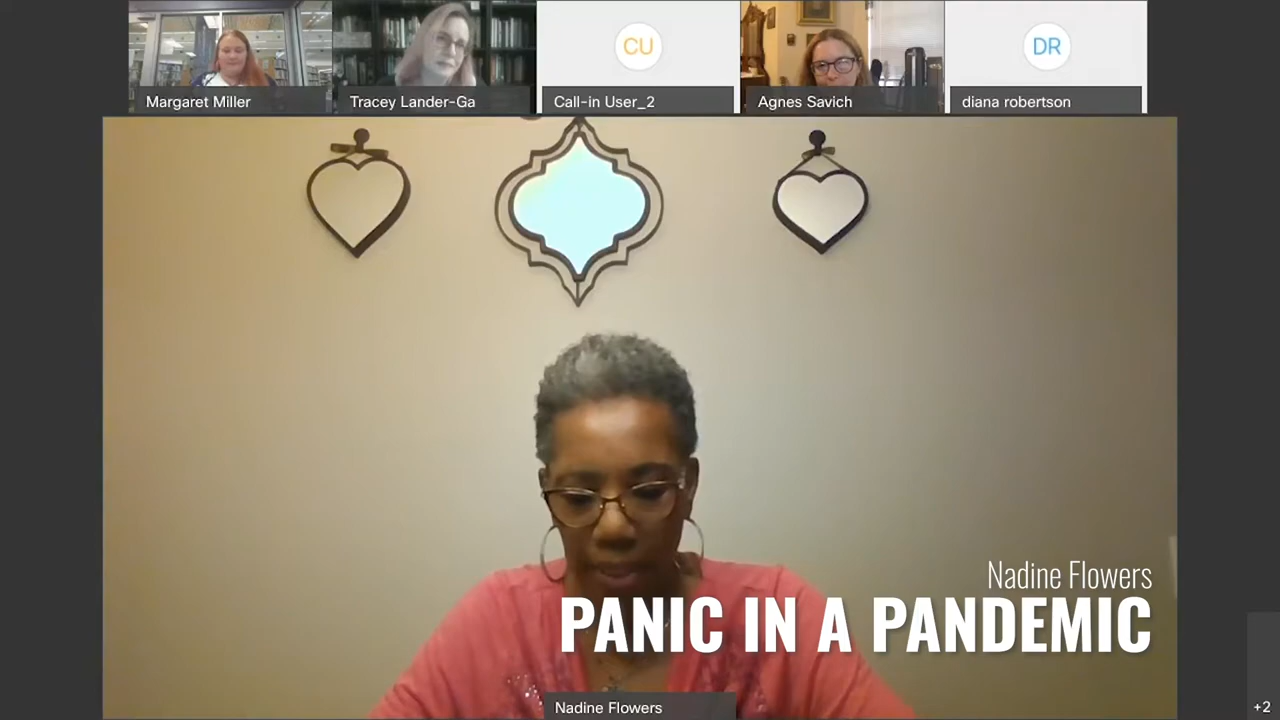 CU
DR
Margaret Miller
Tracey Lander-Ga
Call-in User_2
Agnes Savich
diana robertson
Nadine Flowers
PANIC IN A PANDEMIC
Nadine Flowers
+2